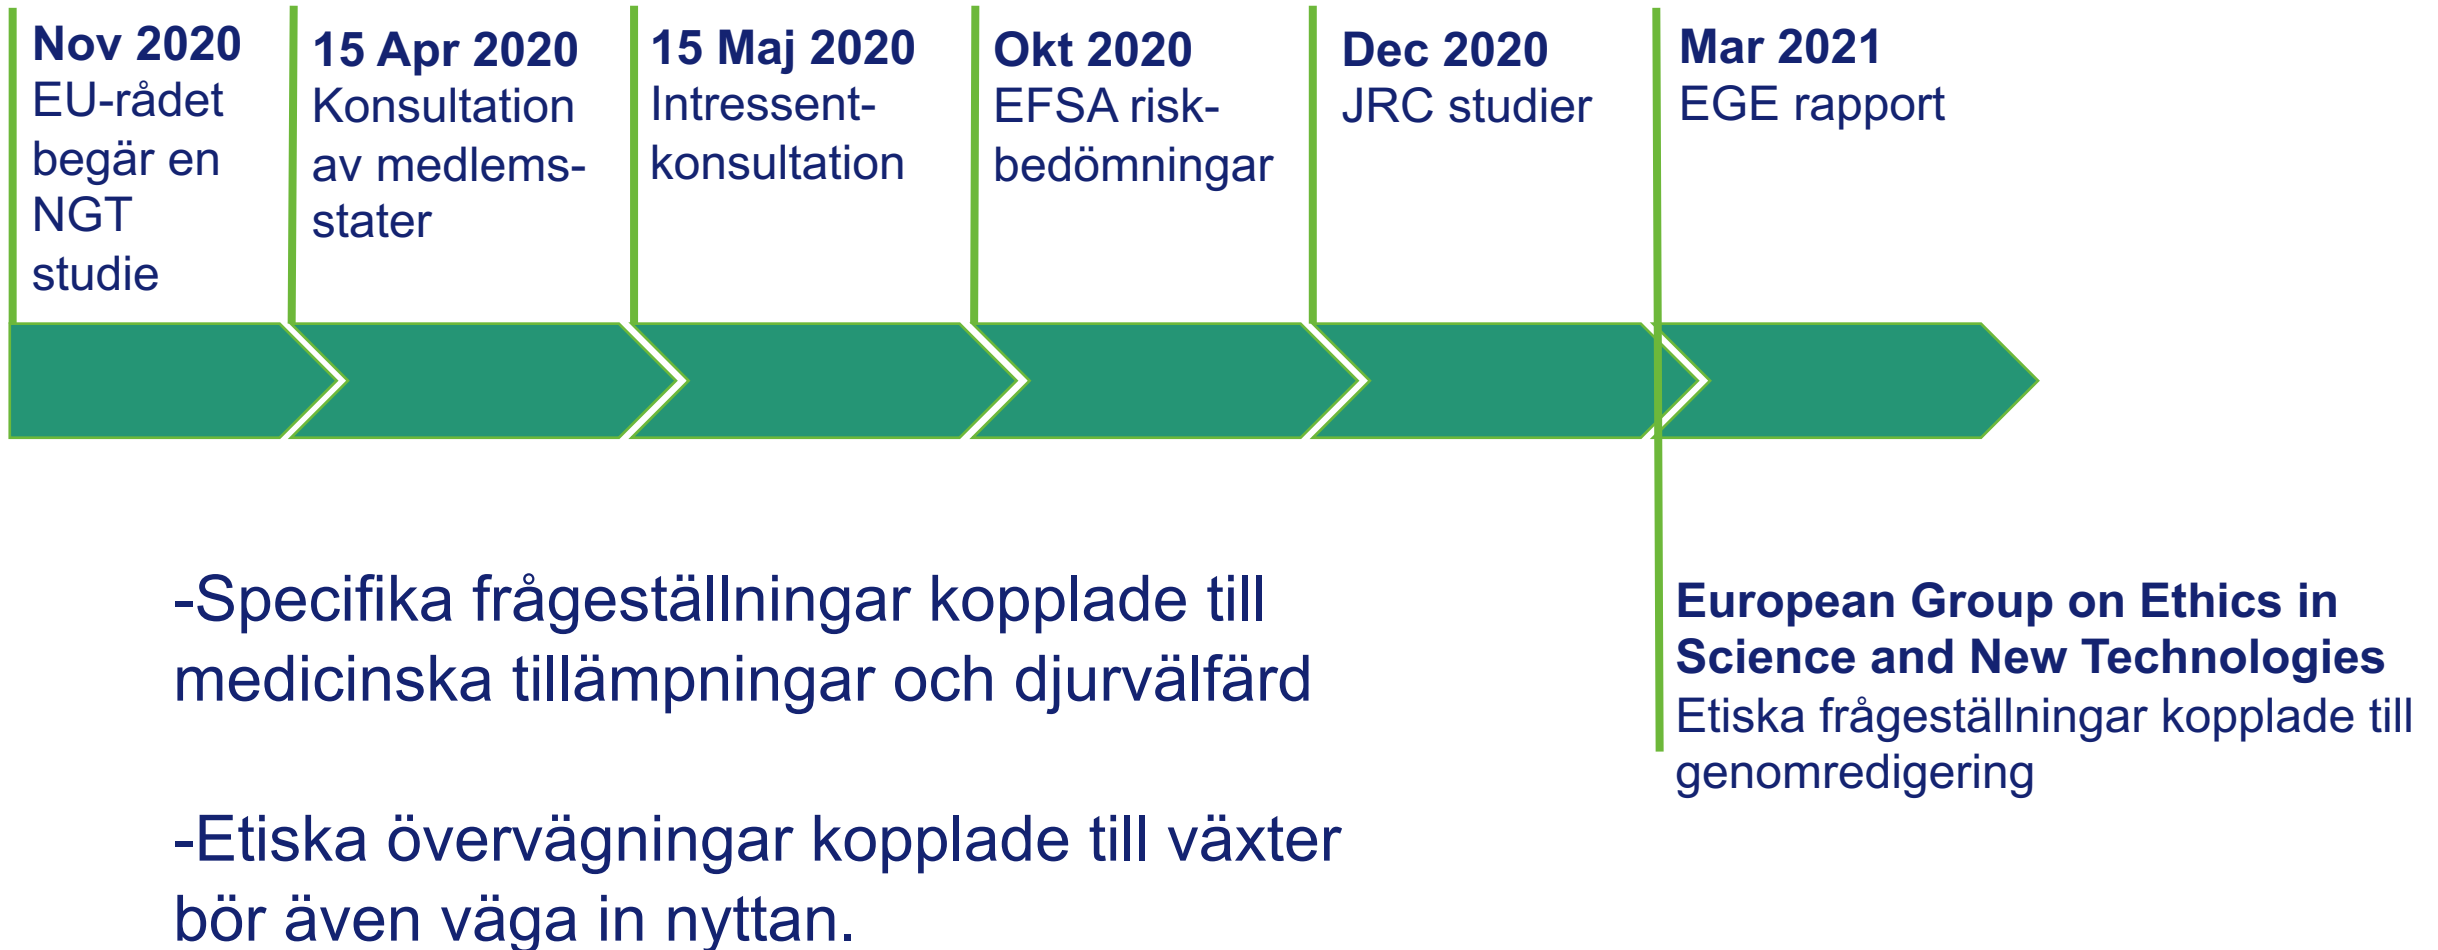 Nov 2020
EU-rådet
begär en
NGT
studie
15 Apr 2020
Konsultation
av medlems-
stater
15 Maj 2020
Intressent-
konsultation
Okt 2020
EFSA risk-
bedömningar
Dec 2020
JRC studier
Mar 2021
EGE rapport
-Specifika frågeställningar kopplade till
medicinska tillämpningar och djurvälfärd
-Etiska övervägningar kopplade till växter
bör även väga in nyttan.
European Group on Ethics in
Science and New Technologies
Etiska frågeställningar kopplade till
genomredigering